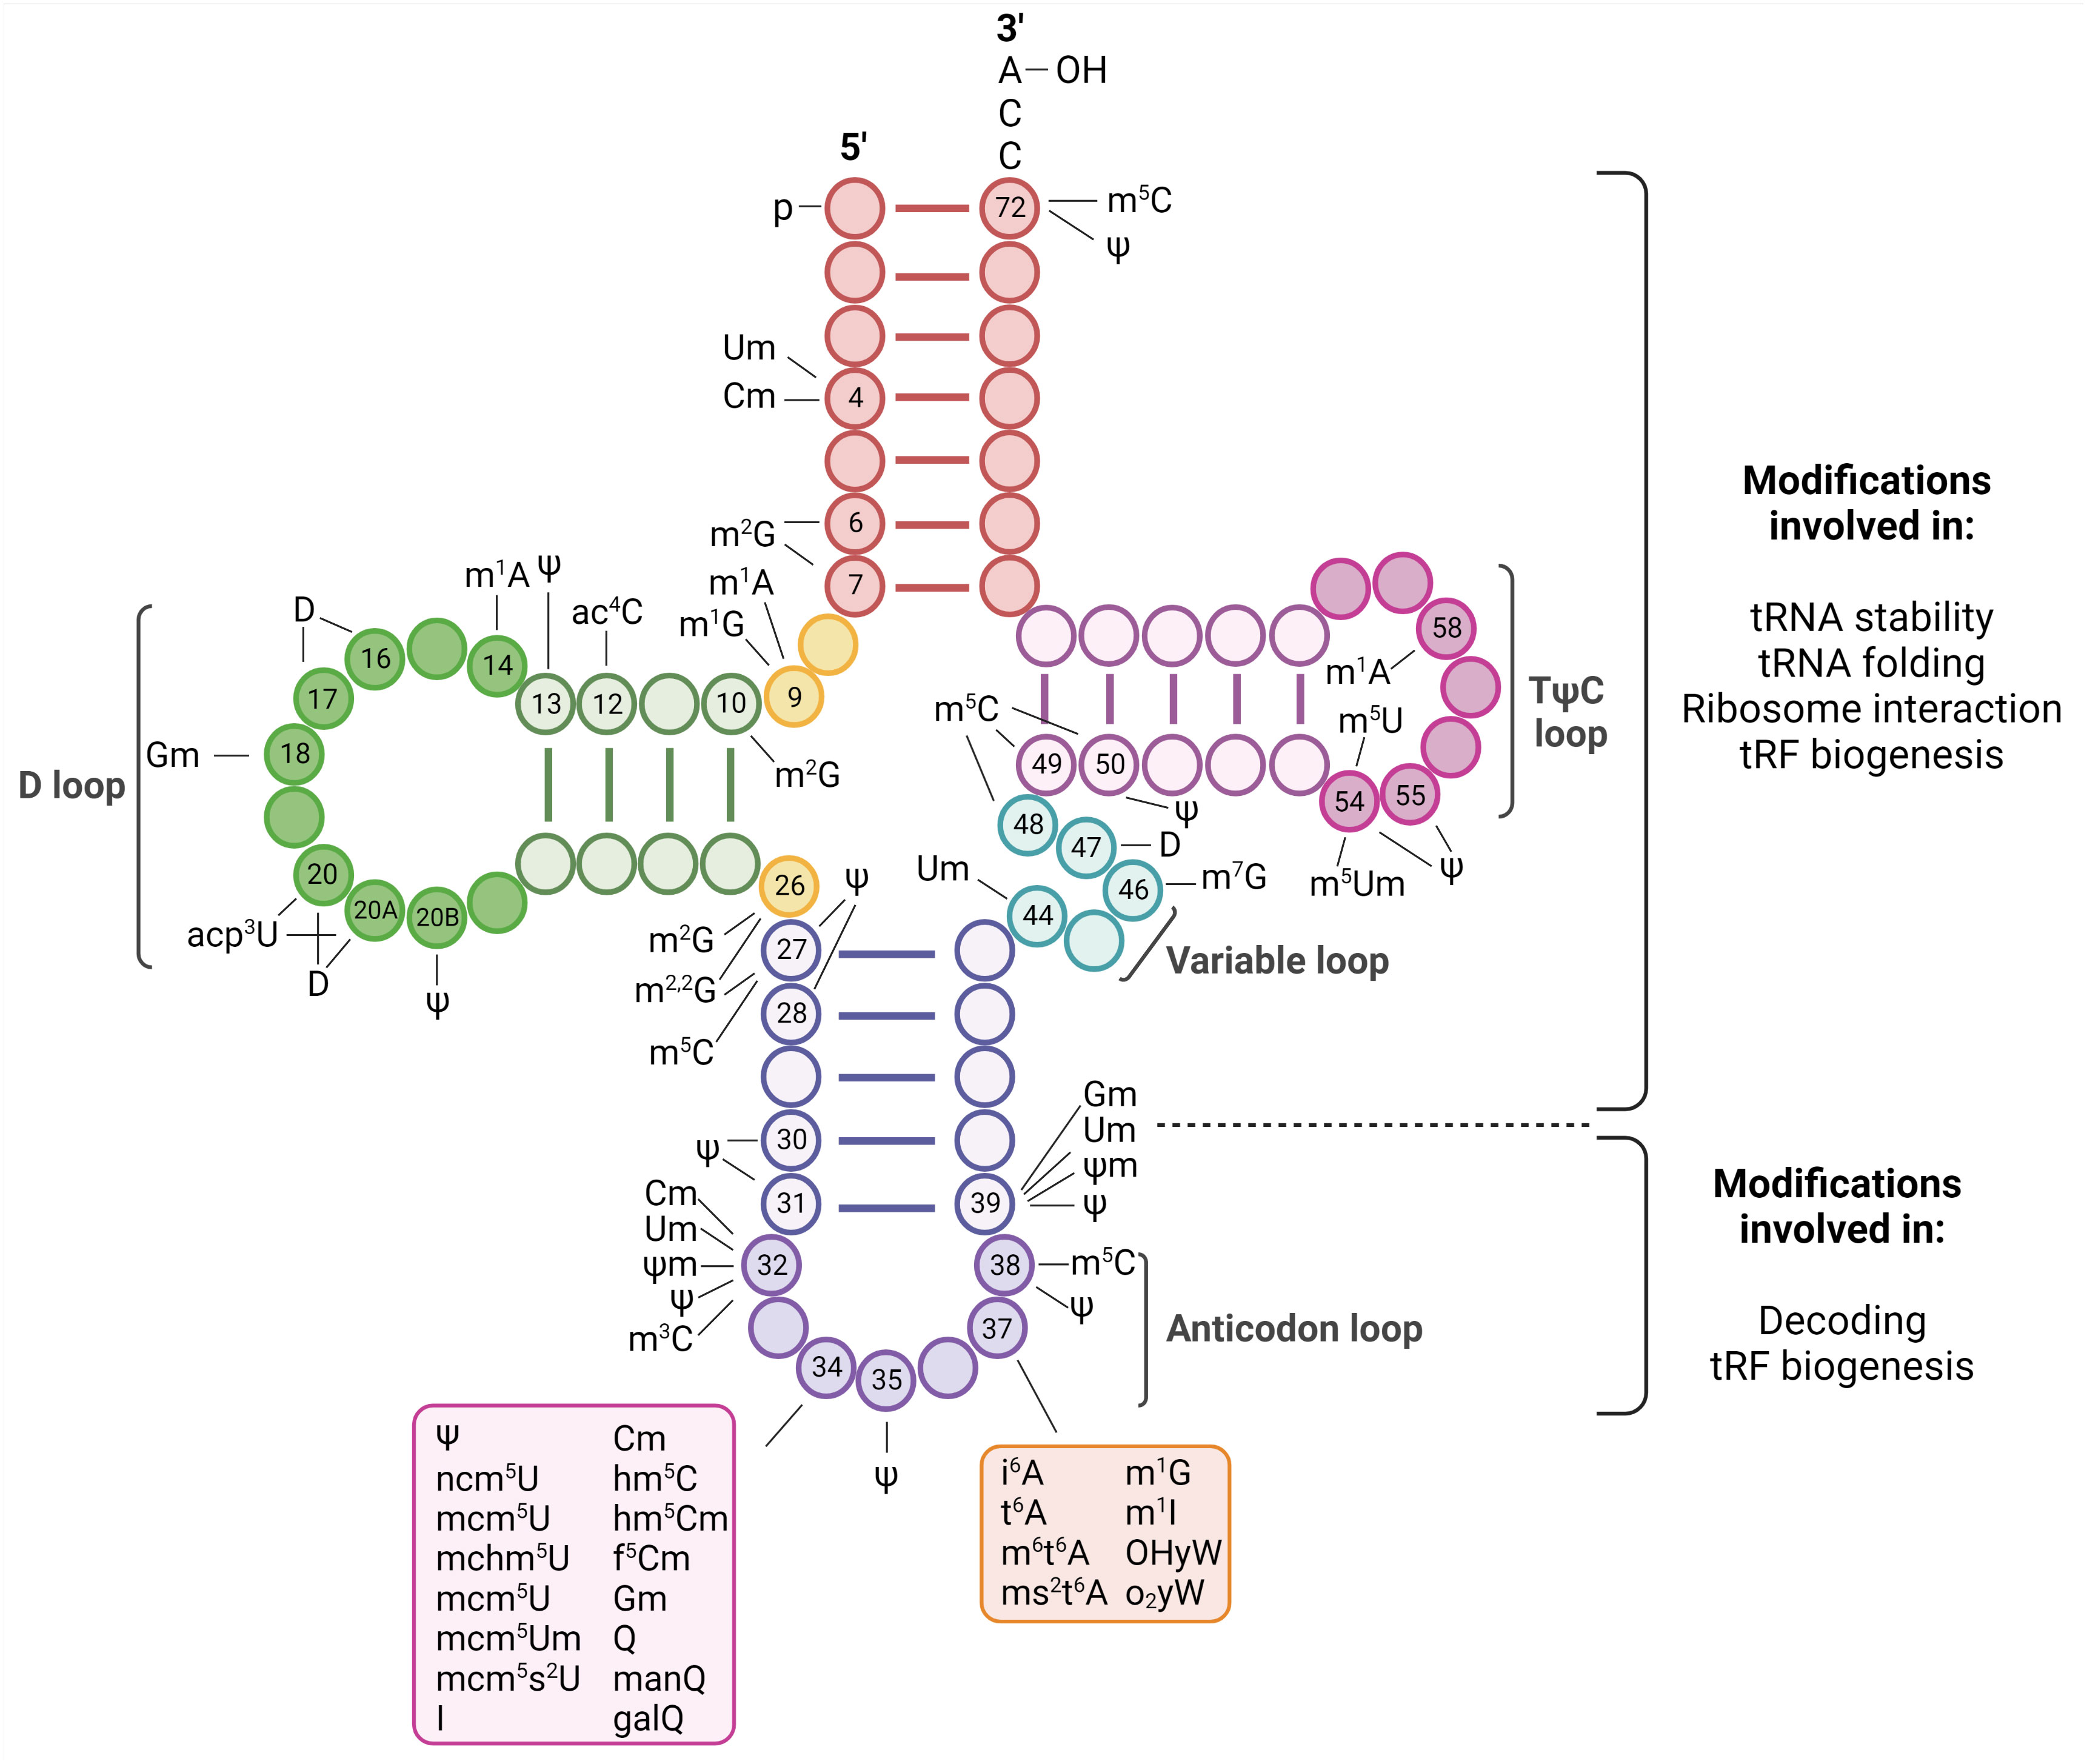 3'
A OH
C
C
5'
p
72
m⁵C
ψ
Um
Cm
4
m²G
6
7
m¹A
m¹G
9
m¹A
ψ
ac⁴C
D
16
14
17
13
12
10
m²G
Gm
18
D loop
20
20A
20B
acp³U
D
ψ
58
m¹A
TψC
loop
m⁵C
m⁵U
49
50
ψ
54
55
m⁵Um
ψ
48
47
D
46
m⁷G
Um
44
Variable loop
26
ψ
m²G
27
m²,²G
28
m⁵C
ψ
30
31
Cm
Um
ψm
ψ
m³C
32
Gm
Um
ψm
ψ
39
38
m⁵C
ψ
37
34
35
ψ
Anticodon loop
ψ Cm
ncm⁵U hm⁵C
mcm⁵U hm⁵Cm
mchm⁵U f⁵Cm
mcm⁵U Gm
mcm⁵Um Q
mcm⁵s²U manQ
I galQ
i⁶A m¹G
t⁶A m¹I
m⁶t⁶A OHyW
ms²t⁶A o₂yW
Modifications
involved in:
tRNA stability
tRNA folding
Ribosome interaction
tRF biogenesis
Modifications
involved in:
Decoding
tRF biogenesis